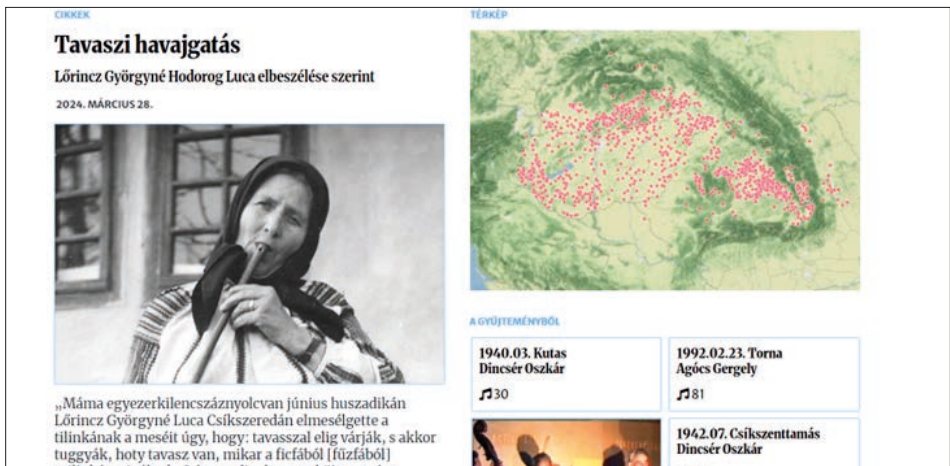 CIKKEK
Tavaszi havajgatás
Lőrincz Györgyné Hodorog Luca elbeszélése szerint
2024. MÁRCIUS 28.
„Máma egyezerkilencszáznyolcvan június huszadikán
Lőrincz Györgyné Luca Csíkszeredán elmesélgette a
tilinkának a meséit úgy, hogy: tavasszal elig várják, s akkor
tuggyák, hoty tavasz van, mikar a ficfából [fűzfából]
TÉRKÉP
A GYŰJTEMÉNYBŐL
1940.03. Kutas
Dincsér Oszkár
30
1992.02.23. Torna
Agócs Gergely
81
1942.07. Csíkszenttamás
Dincsér Oszkár